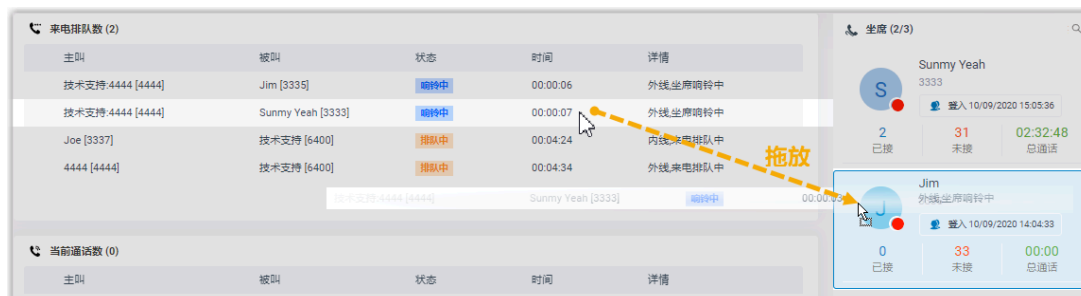 来电排队数 (2)
主叫 被叫 状态 时间 详情
技术支持:4444 [4444] Jim [3335] 响铃中 00:00:06 外线,坐席响铃中
技术支持:4444 [4444] Sunmy Yeah [3333] 响铃中 00:00:07 外线,坐席响铃中
Joe [3337] 技术支持 [6400] 排队中 00:04:24 内线,来电排队中
4444 [4444] 技术支持 [6400] 排队中 00:04:34 外线,来电排队中
技术支持:4444 [4444] Sunmy Yeah [3333] 响铃中 00:00:03
拖放
当前通话数 (0)
主叫 被叫 状态 时间 详情
坐席 (2/3)
Sunmy Yeah
S 3333
登入 10/09/2020 15:05:36
2 31 02:32:48
已接 未接 总通话
Jim
外线,坐席响铃中
J
登入 10/09/2020 14:04:33
0 33 00:00
已接 未接 总通话